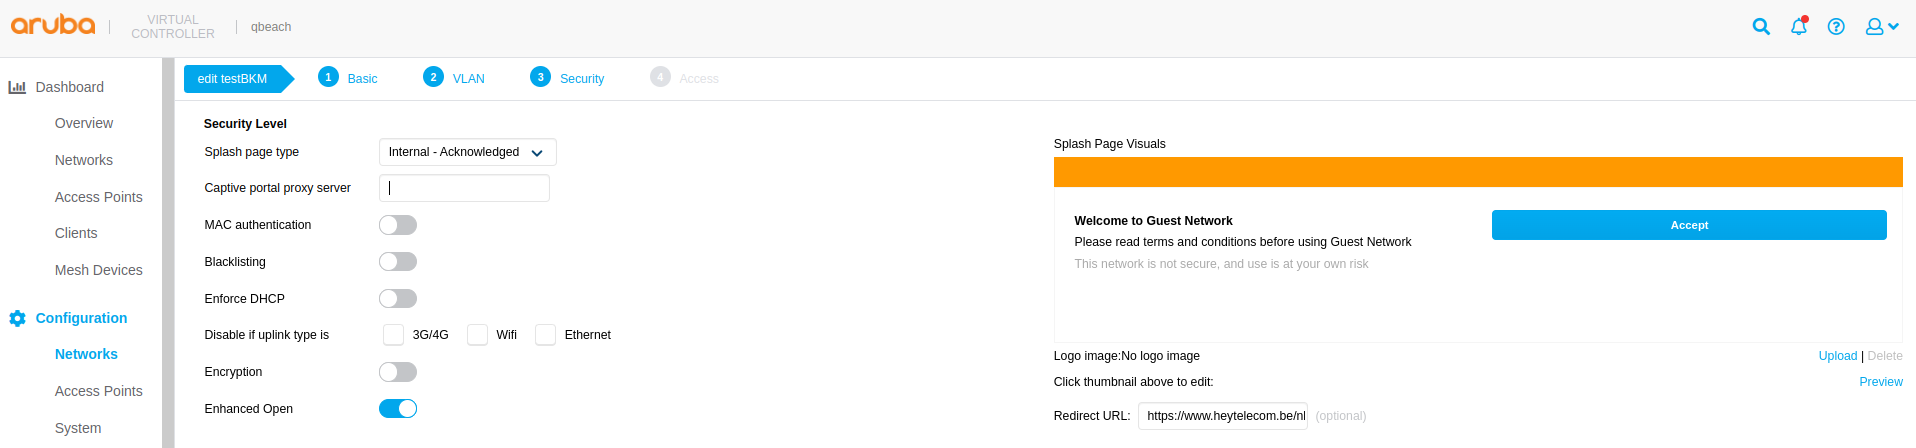 aruba
VIRTUAL
CONTROLLER
qbeach
Dashboard
Overview
Networks
Access Points
Clients
Mesh Devices
Configuration
Networks
Access Points
System
edit testBKM
1 Basic
2 VLAN
3 Security
4 Access
Security Level
Splash page type Internal - Acknowledged
Captive portal proxy server
MAC authentication
Blacklisting
Enforce DHCP
Disable if uplink type is 3G/4G Wifi Ethernet
Encryption
Enhanced Open
Splash Page Visuals
Welcome to Guest Network
Please read terms and conditions before using Guest Network
This network is not secure, and use is at your own risk
Accept
Logo image:No logo image Upload | Delete
Click thumbnail above to edit: Preview
Redirect URL: https://www.heytelecom.be/nl (optional)